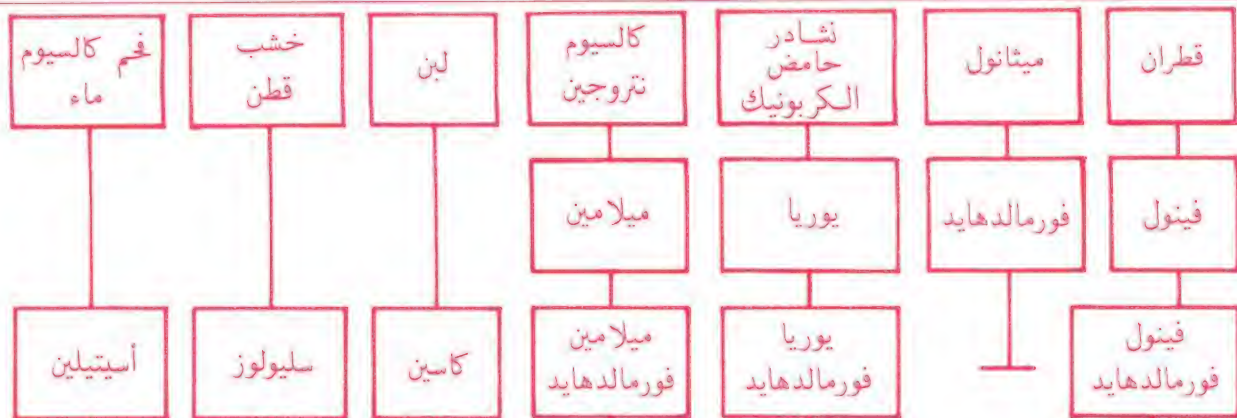 قطران
ميثانول
نشادر
حامض
الكربونيك
كالسيوم
نتروجين
لبن
خشب
قطن
فحم كالسيوم
ماء
فينول
فورمالدهايد
يوريا
ميلامين
فينول
فورمالدهايد
يوريا
فورمالدهايد
ميلامين
فورمالدهايد
كاسين
سليولوز
أسيتيلين